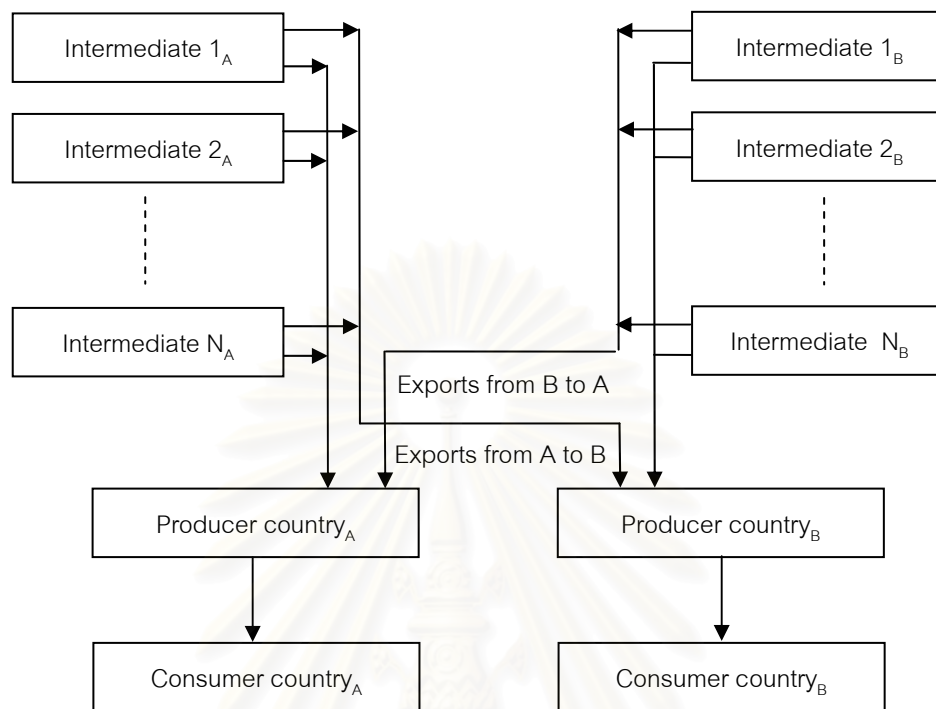 Intermediate 1A
Intermediate 1B
Intermediate 2A
Intermediate 2B
Intermediate NA
Intermediate NB
Exports from B to A
Exports from A to B
Producer countryA
Producer countryB
Consumer countryA
Consumer countryB